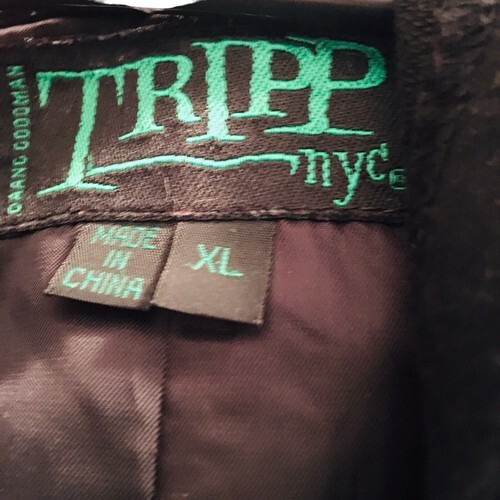 DAANG GOODMAN
TRIPP
nyc®
MADE
IN
CHINA
XL